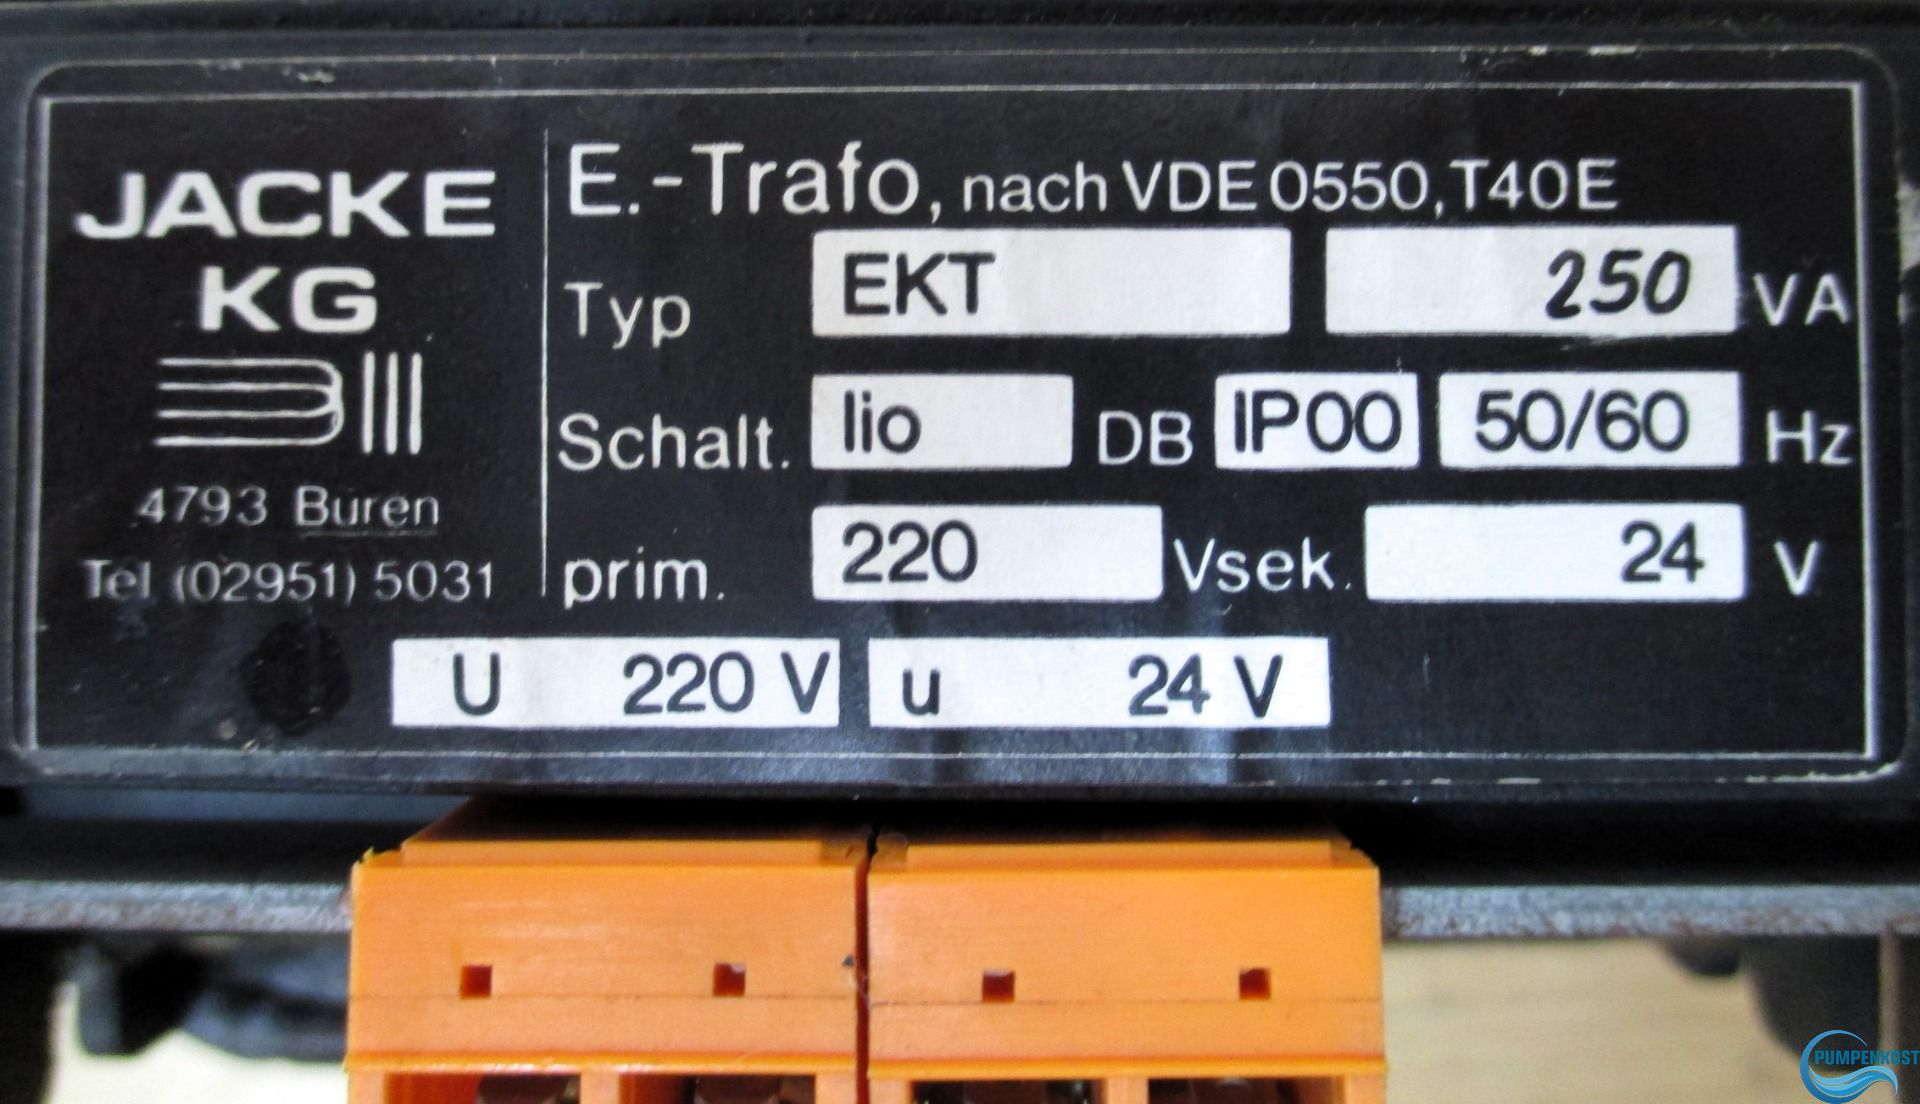 JACKE
KG
4793 Büren
Tel (02951) 5031
E.-Trafo, nach VDE 0550, T40E
Typ EKT 250 VA
Schalt. Iio DB IP00 50/60 Hz
prim. 220 Vsek. 24 V
U 220 V u 24 V
PUMPENKOST